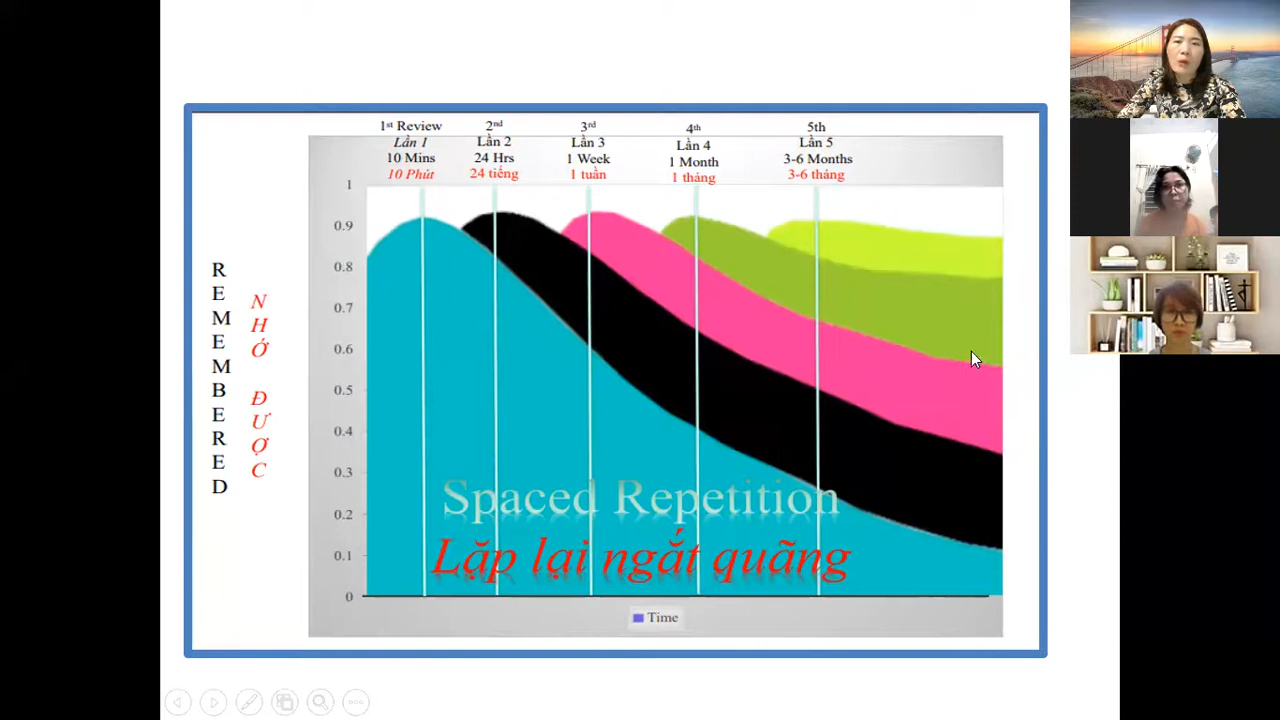 1st Review
Lần 1
10 Mins
10 Phút
2nd
Lần 2
24 Hrs
24 tiếng
3rd
Lần 3
1 Week
1 tuần
4th
Lần 4
1 Month
1 tháng
5th
Lần 5
3-6 Months
3-6 tháng
REMEMBERED
NHỚ ĐƯỢC
1
0.9
0.8
0.7
0.6
0.5
0.4
0.3
0.2
0.1
0
Spaced Repetition
Lặp lại ngắt quãng
Time